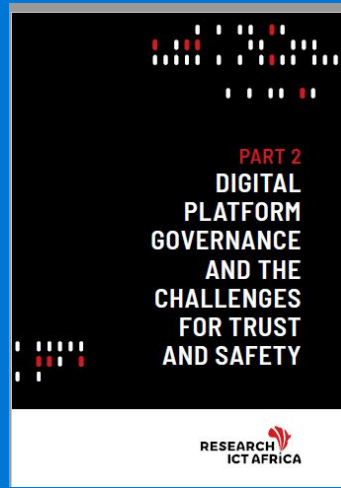 PART 2
DIGITAL
PLATFORM
GOVERNANCE
AND THE
CHALLENGES
FOR TRUST
AND SAFETY
RESEARCH
ICT AFRICA